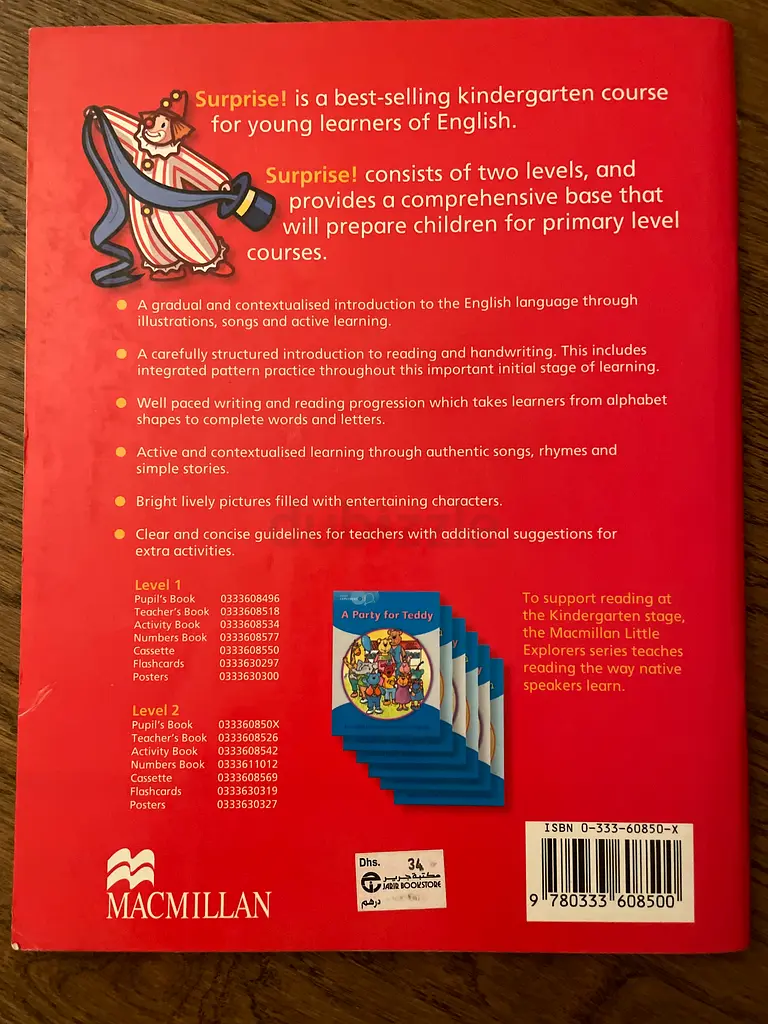 Surprise! is a best-selling kindergarten course
for young learners of English.
Surprise! consists of two levels, and
provides a comprehensive base that
will prepare children for primary level
courses.
A gradual and contextualised introduction to the English language through
illustrations, songs and active learning.
A carefully structured introduction to reading and handwriting. This includes
integrated pattern practice throughout this important initial stage of learning.
Well paced writing and reading progression which takes learners from alphabet
shapes to complete words and letters.
Active and contextualised learning through authentic songs, rhymes and
simple stories.
Bright lively pictures filled with entertaining characters.
Clear and concise guidelines for teachers with additional suggestions for
extra activities.
Level 1
Pupil's Book 0333608496
Teacher's Book 0333608518
Activity Book 0333608534
Numbers Book 0333608577
Cassette 0333608550
Flashcards 0333630297
Posters 0333630300
Level 2
Pupil's Book 033360850X
Teacher's Book 0333608526
Activity Book 0333608542
Numbers Book 0333611012
Cassette 0333608569
Flashcards 0333630319
Posters 0333630327
A Party for Teddy
To support reading at
the Kindergarten stage,
the Macmillan Little
Explorers series teaches
reading the way native
speakers learn.
MACMILLAN
Dhs. 34
مكتبة جرير
JARIR BOOKSTORE
درهم
ISBN 0-333-60850-X
9 780333 608500